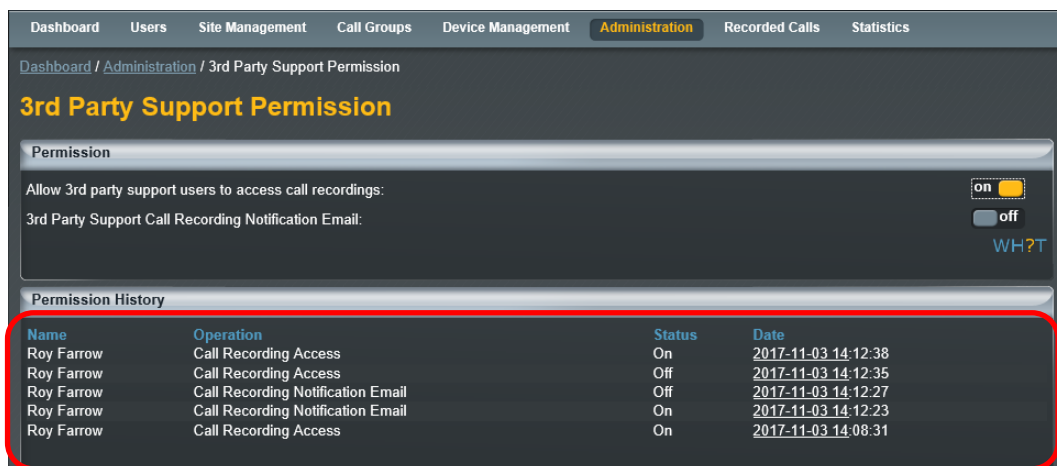 Dashboard Users Site Management Call Groups Device Management Administration Recorded Calls Statistics
Dashboard / Administration / 3rd Party Support Permission
3rd Party Support Permission
Permission
Allow 3rd party support users to access call recordings: on
3rd Party Support Call Recording Notification Email: off
WH?T
Permission History
Name Operation Status Date
Roy Farrow Call Recording Access On 2017-11-03 14:12:38
Roy Farrow Call Recording Access Off 2017-11-03 14:12:35
Roy Farrow Call Recording Notification Email Off 2017-11-03 14:12:27
Roy Farrow Call Recording Notification Email On 2017-11-03 14:12:23
Roy Farrow Call Recording Access On 2017-11-03 14:08:31